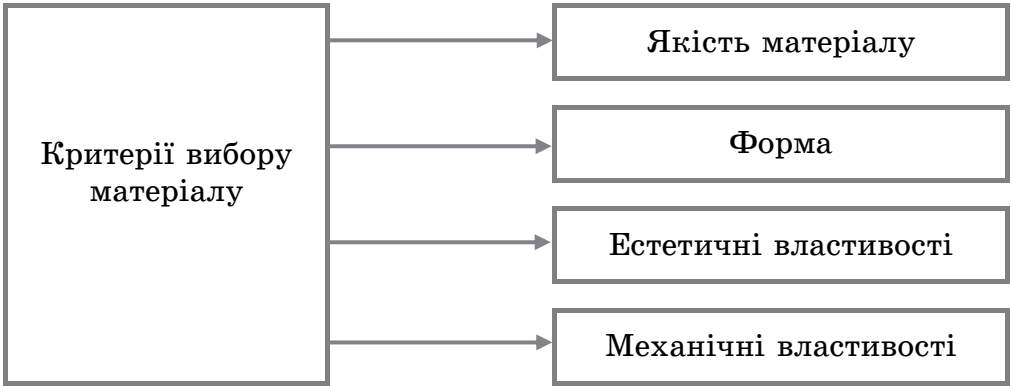 Критерії вибору
матеріалу
Якість матеріалу
Форма
Естетичні властивості
Механічні властивості